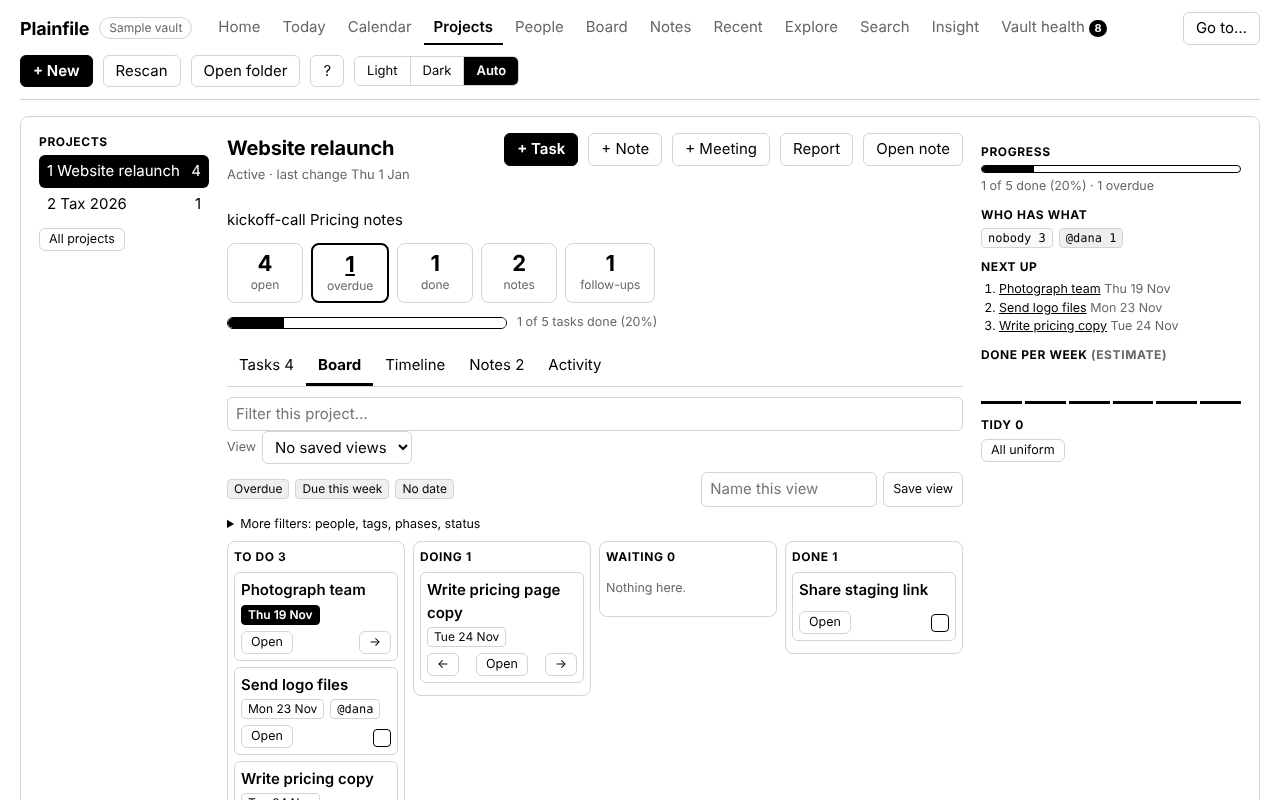 Plainfile Sample vault Home Today Calendar Projects People Board Notes Recent Explore Search Insight Vault health 8 Go to...
+ New Rescan Open folder ? Light Dark Auto
PROJECTS
1 Website relaunch 4
2 Tax 2026 1
All projects
Website relaunch
+ Task + Note + Meeting Report Open note
Active · last change Thu 1 Jan
kickoff-call Pricing notes
4 open
1 overdue
1 done
2 notes
1 follow-ups
1 of 5 tasks done (20%)
Tasks 4 Board Timeline Notes 2 Activity
Filter this project...
View No saved views
Overdue Due this week No date
Name this view Save view
▶ More filters: people, tags, phases, status
TO DO 3
Photograph team
Thu 19 Nov
Open →
Send logo files
Mon 23 Nov @dana
Open
Write pricing copy
DOING 1
Write pricing page
copy
Tue 24 Nov
← Open →
WAITING 0
Nothing here.
DONE 1
Share staging link
Open
PROGRESS
1 of 5 done (20%) · 1 overdue
WHO HAS WHAT
nobody 3 @dana 1
NEXT UP
1. Photograph team Thu 19 Nov
2. Send logo files Mon 23 Nov
3. Write pricing copy Tue 24 Nov
DONE PER WEEK (ESTIMATE)
TIDY 0
All uniform